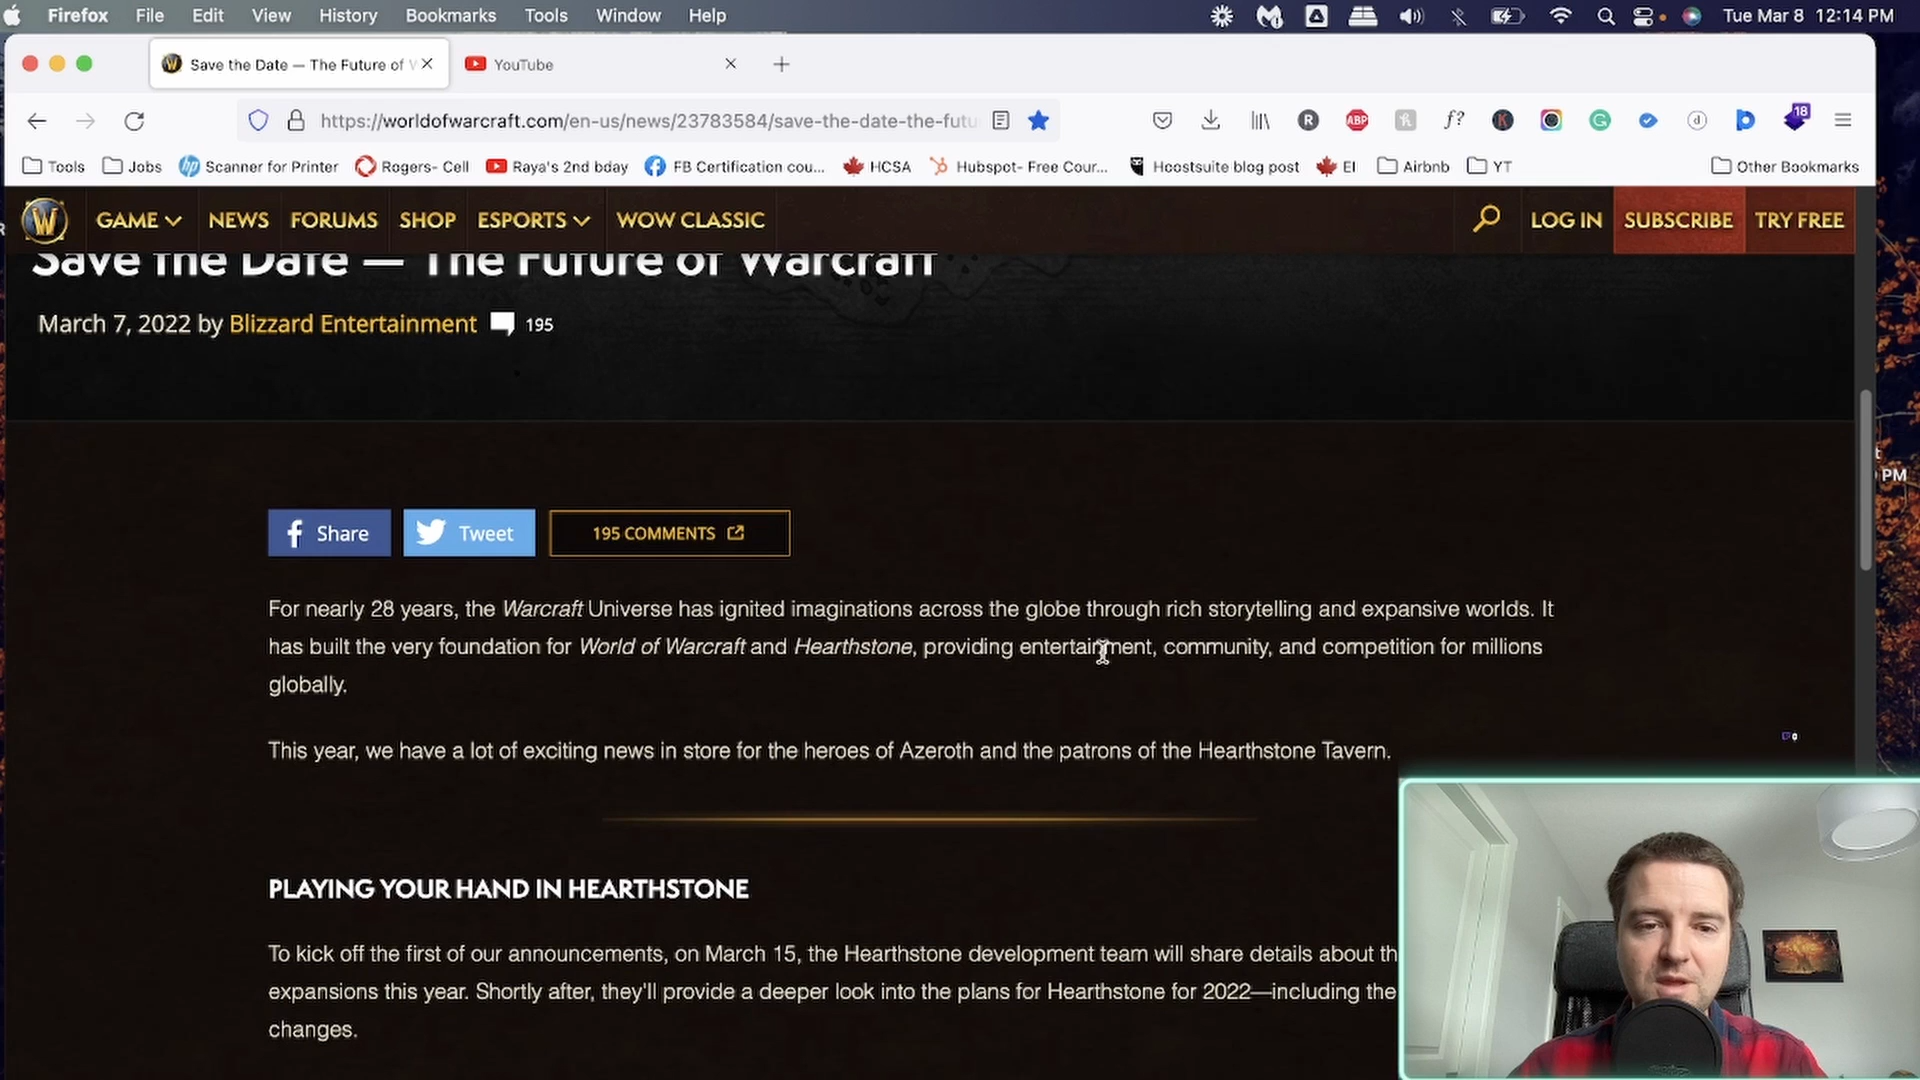 Firefox File Edit View History Bookmarks Tools Window Help Tue Mar 8 12:14 PM
Save the Date — The Future of W YouTube
https://worldofwarcraft.com/en-us/news/23783584/save-the-date-the-futu 18
Tools Jobs Scanner for Printer Rogers- Cell Raya's 2nd bday FB Certification cou... HCSA Hubspot- Free Cour... Hootsuite blog post EI Airbnb YT Other Bookmarks
GAME NEWS FORUMS SHOP ESPORTS WOW CLASSIC LOG IN SUBSCRIBE TRY FREE
Save the Date — The Future of Warcraft
March 7, 2022 by Blizzard Entertainment 195
PM
Share Tweet 195 COMMENTS
For nearly 28 years, the Warcraft Universe has ignited imaginations across the globe through rich storytelling and expansive worlds. It
has built the very foundation for World of Warcraft and Hearthstone, providing entertainment, community, and competition for millions
globally.
This year, we have a lot of exciting news in store for the heroes of Azeroth and the patrons of the Hearthstone Tavern.
PLAYING YOUR HAND IN HEARTHSTONE
To kick off the first of our announcements, on March 15, the Hearthstone development team will share details about th
expansions this year. Shortly after, they'll provide a deeper look into the plans for Hearthstone for 2022—including the
changes.